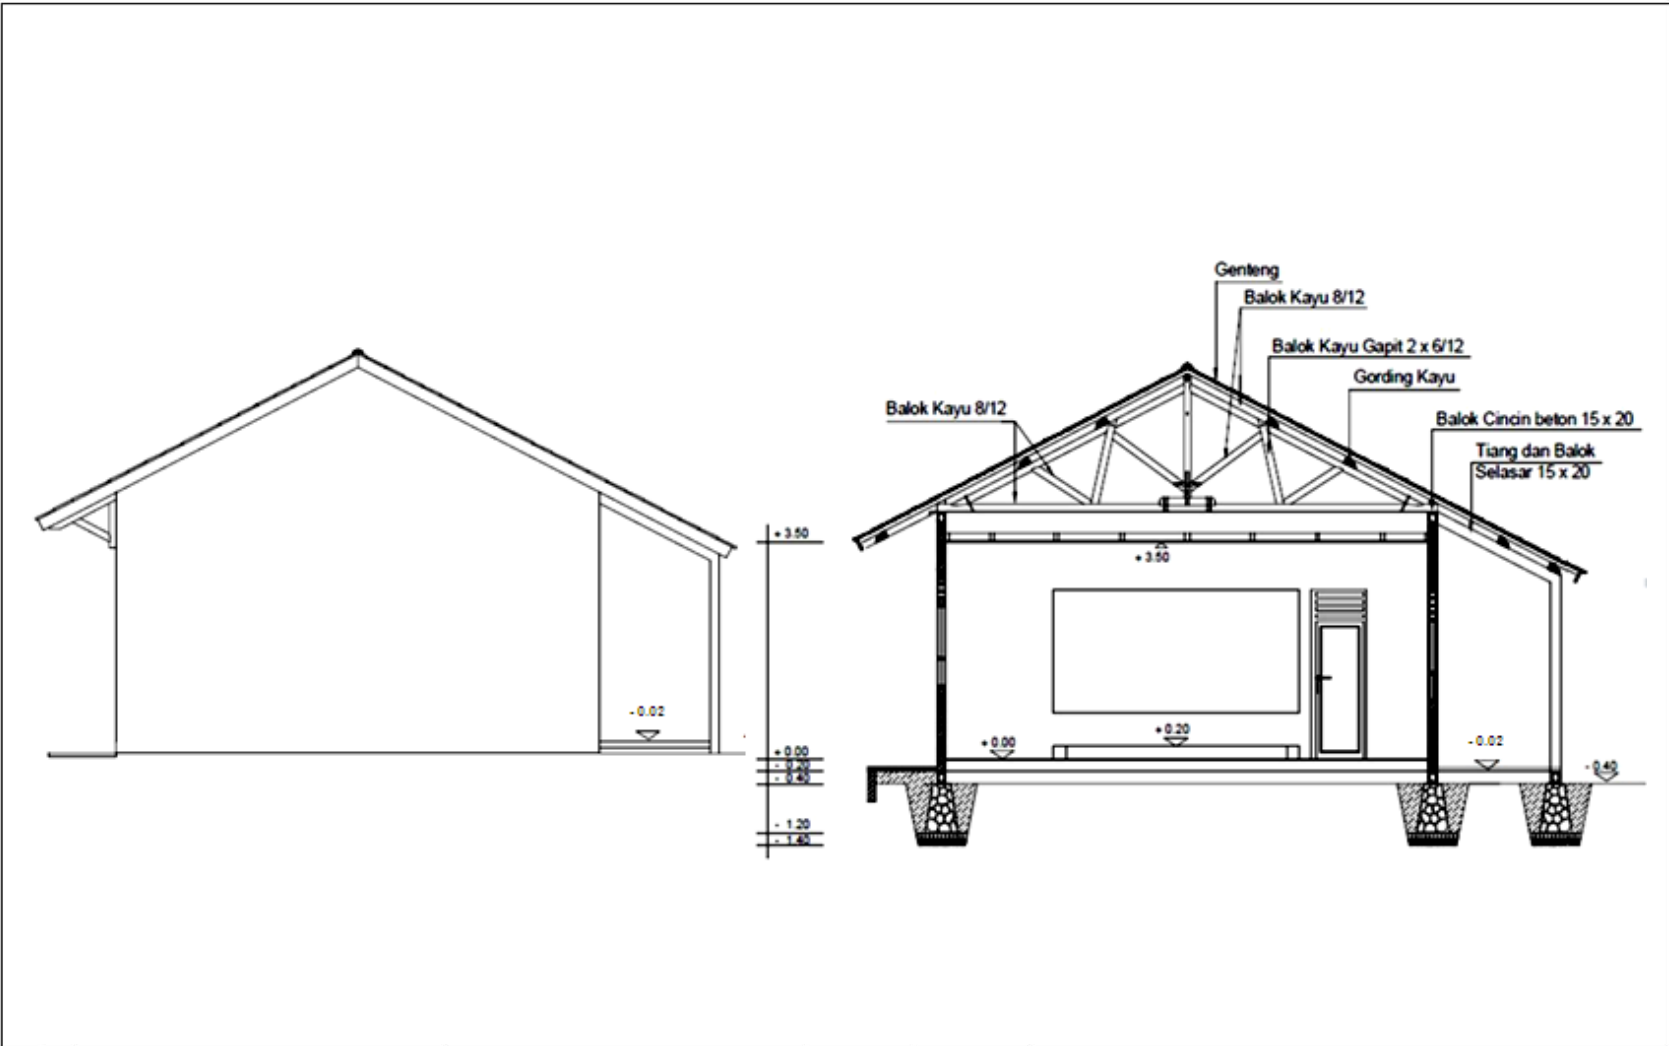 Genteng
Balok Kayu 8/12
Balok Kayu Gapit 2 x 6/12
Gording Kayu
Balok Kayu 8/12
Balok Cincin beton 15 x 20
Tiang dan Balok
Selasar 15 x 20
+ 3.50
+ 3.50
- 0.02
+ 0.20
+ 0.00
- 0.02
+ 0.00
- 0.20
- 0.40
- 0.40
- 1.20
- 1.40